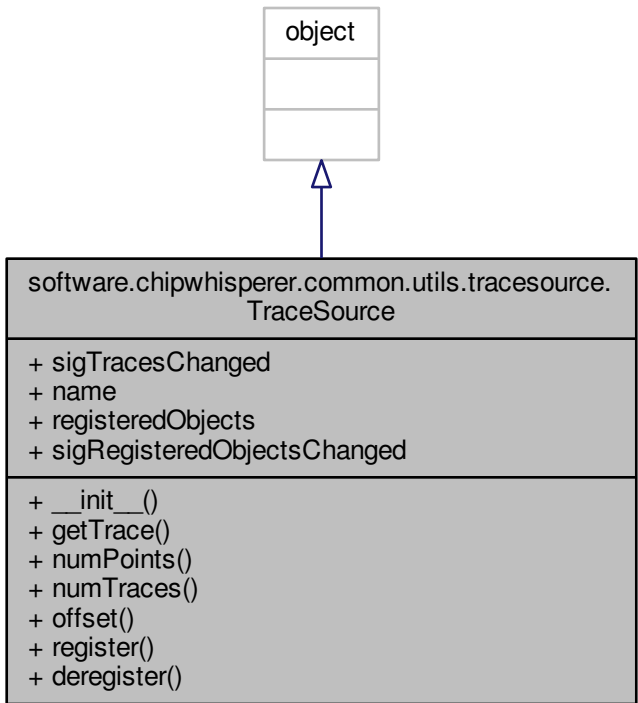 object
software.chipwhisperer.common.utils.tracesource.
TraceSource
+ sigTracesChanged
+ name
+ registeredObjects
+ sigRegisteredObjectsChanged
+ __init__()
+ getTrace()
+ numPoints()
+ numTraces()
+ offset()
+ register()
+ deregister()